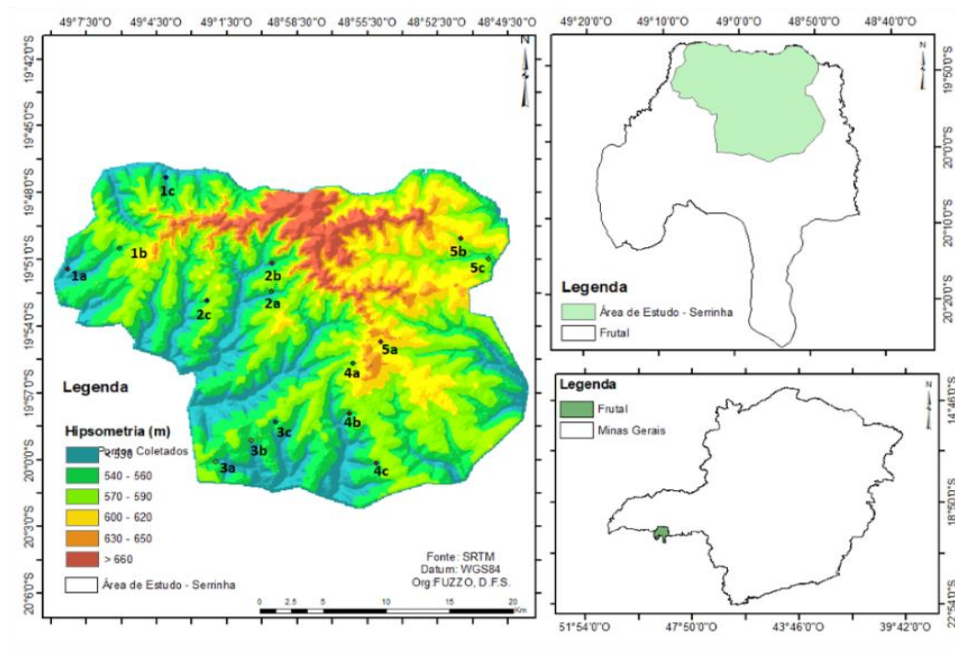 49°7'30"O 49°4'30"O 49°1'30"O 48°58'30"O 48°55'30"O 48°52'30"O 48°49'30"O
N
19°42'0"S
19°45'0"S
19°48'0"S
19°51'0"S
19°54'0"S
19°57'0"S
20°0'0"S
20°3'0"S
20°6'0"S
1c
1b
1a
2b
2a
2c
5b
5c
5a
4a
4b
4c
3c
3b
3a
Legenda
Hipsometria (m)
Pontos Coletados
< 530
540 - 560
570 - 590
600 - 620
630 - 650
> 660
Área de Estudo - Serrinha
Fonte: SRTM
Datum: WGS84
Org:FUZZO, D.F.S.
0 2,5 5 10 15 20
Km
49°20'0"O 49°10'0"O 49°0'0"O 48°50'0"O 48°40'0"O
N
19°50'0"S
20°0'0"S
20°10'0"S
20°20'0"S
Legenda
Área de Estudo - Serrinha
Frutal
Legenda
Frutal
Minas Gerais
N
14°46'0"S
18°50'0"S
22°54'0"S
51°54'0"O 47°50'0"O 43°46'0"O 39°42'0"O